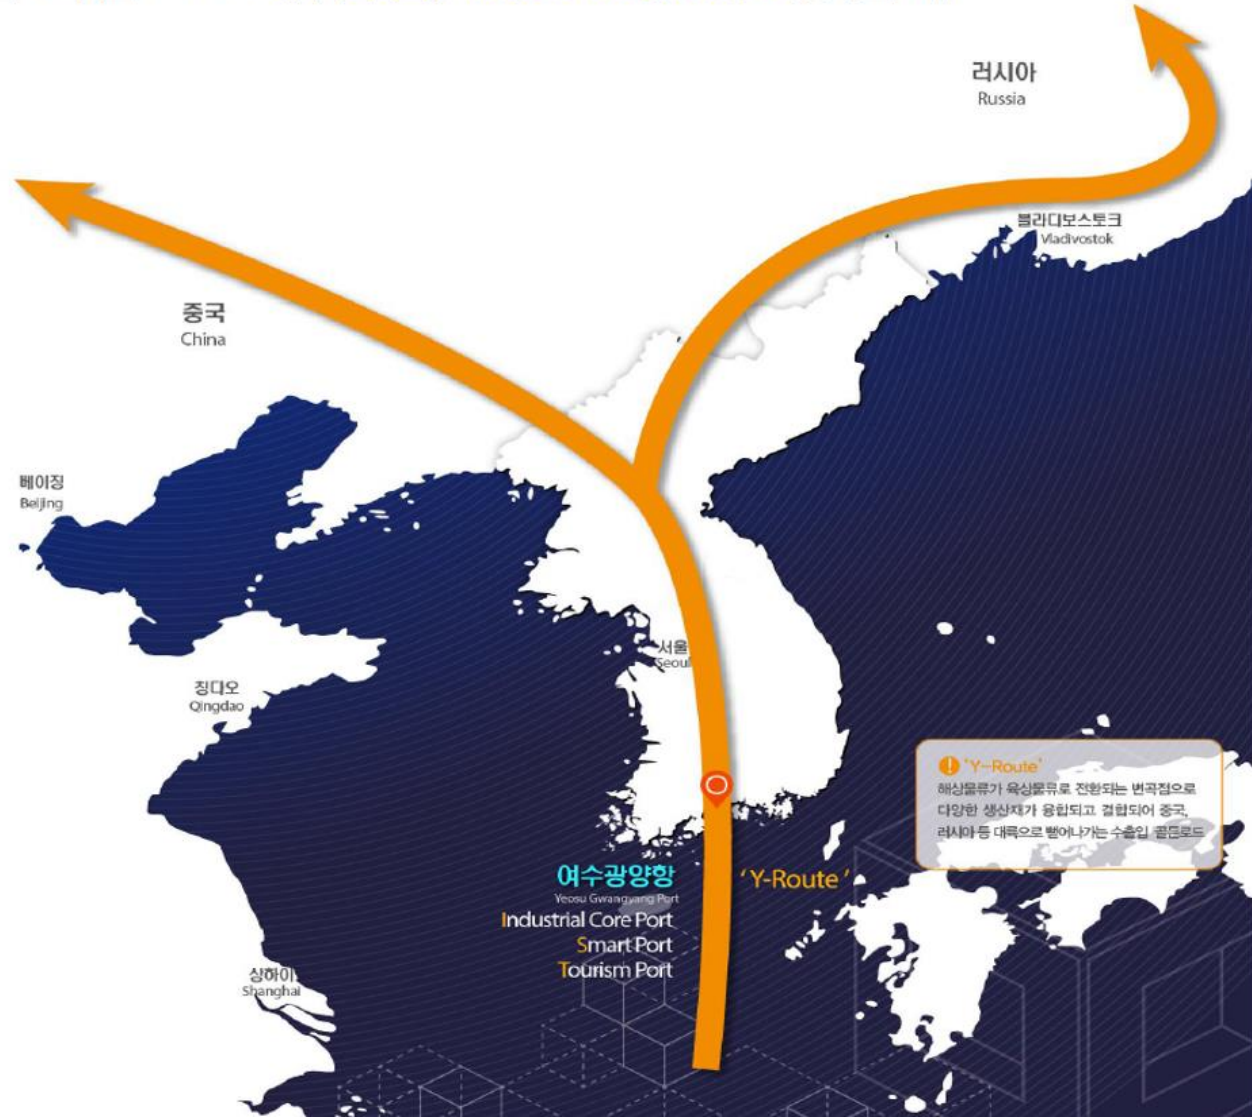 러시아
Russia
블라디보스토크
Vladivostok
중국
China
베이징
Beijing
서울
Seoul
칭다오
Qingdao
'Y-Route'
해상물류가 육상물류로 전환되는 변곡점으로
다양한 생산재가 융합되고 결합되어 중국,
러시아 등 대륙으로 뻗어나가는 수출입 골든로드
여수광양항
Yeosu Gwangyang Port
Industrial Core Port
Smart Port
Tourism Port
'Y-Route'
상하이
Shanghai